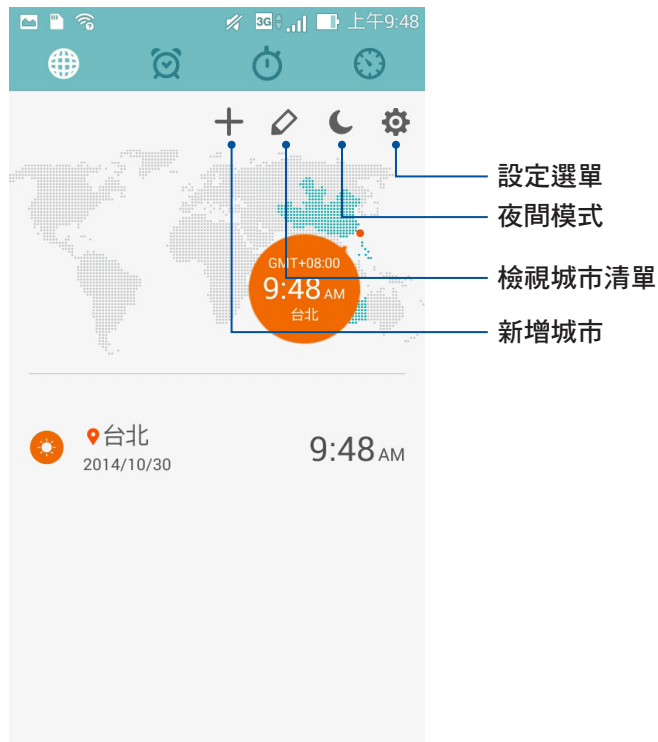 3G
上午9:48
設定選單
夜間模式
檢視城市清單
新增城市
GMT+08:00
9:48 AM
台北
台北
2014/10/30
9:48 AM